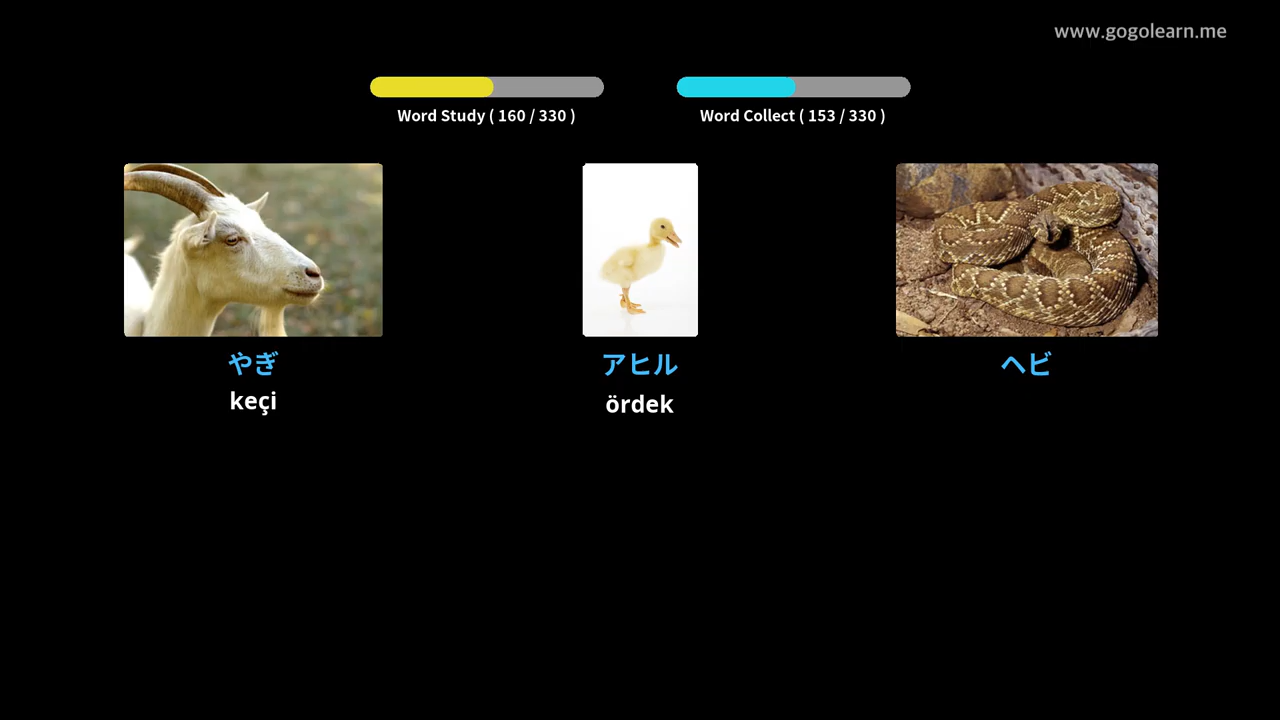 www.gogolearn.me
Word Study ( 160 / 330 )
Word Collect ( 153 / 330 )
やぎ
アヒル
ヘビ
keçi
ördek